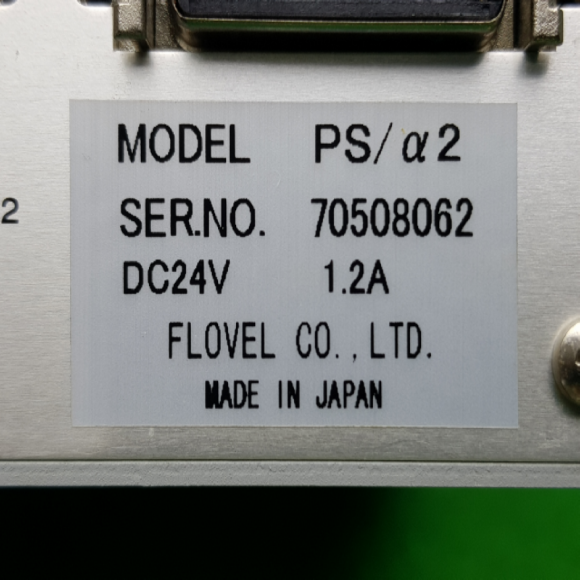 MODEL PS/α2
2
SER.NO. 70508062
DC24V 1.2A
FLOVEL CO.,LTD.
MADE IN JAPAN